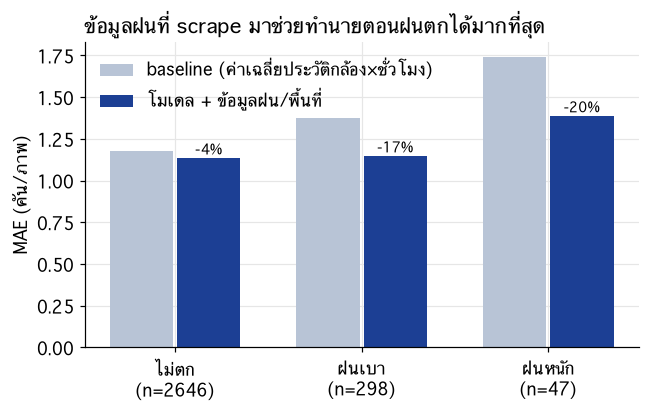 ข้อมูลฝนที่ scrape มาช่วยทำนายตอนฝนตกได้มากที่สุด
baseline (ค่าเฉลี่ยประวัติกล้อง×ชั่วโมง)
โมเดล + ข้อมูลฝน/พื้นที่
MAE (คัน/ภาพ)
1.75
1.50
1.25
1.00
0.75
0.50
0.25
0.00
-4%
-17%
-20%
ไม่ตก
(n=2646)
ฝนเบา
(n=298)
ฝนหนัก
(n=47)